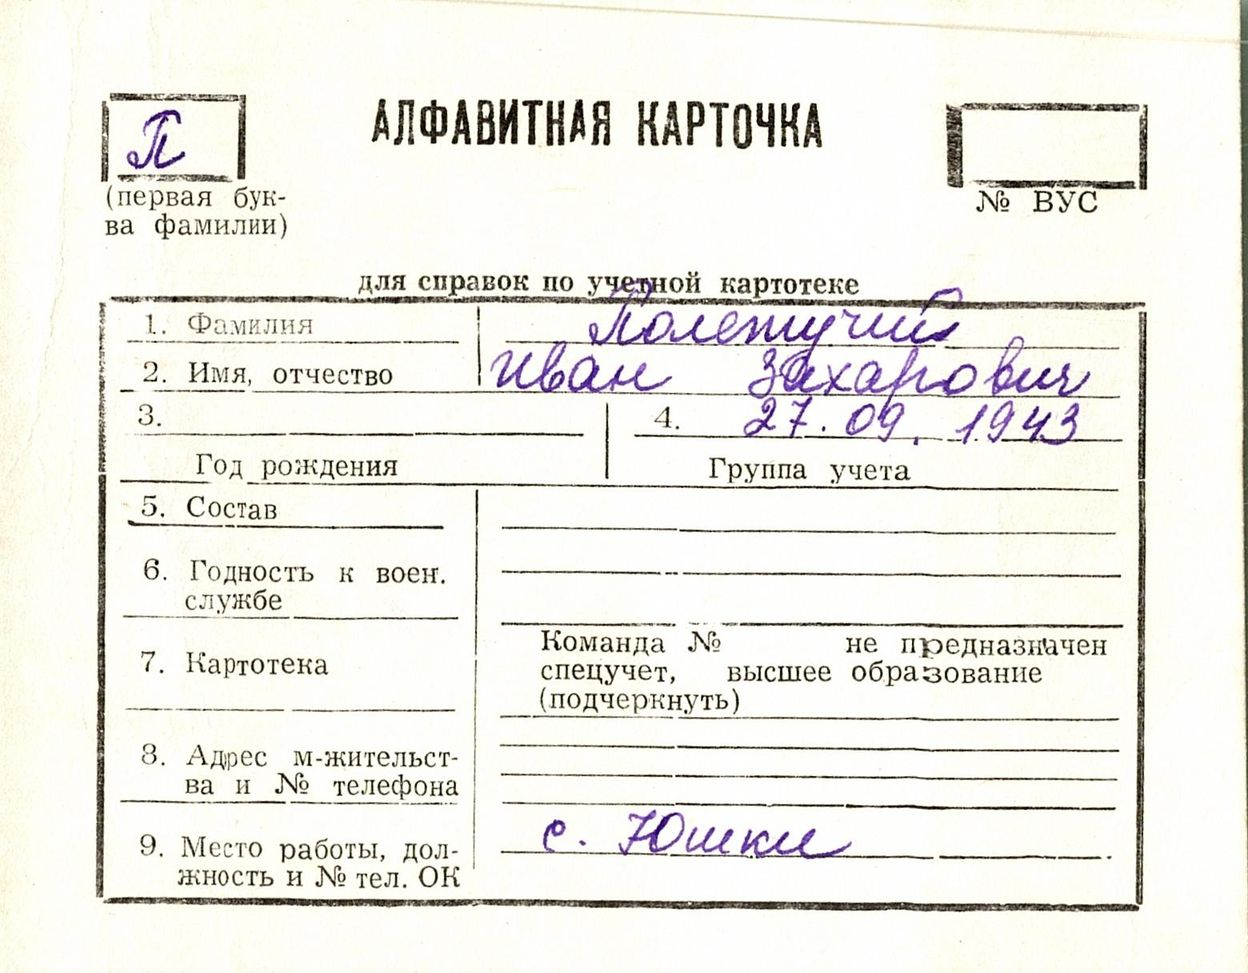 П
АЛФАВИТНАЯ КАРТОЧКА
(первая бук-
ва фамилии)
№ ВУС
для справок по учетной картотеке
1. Фамилия Полетучий
2. Имя, отчество Иван Захарович
3.
4. 27.09.1943
Год рождения
Группа учета
5. Состав
6. Годность к воен.
службе
7. Картотека
Команда № не предназначен
спецучет, высшее образование
(подчеркнуть)
8. Адрес м-жительст-
ва и № телефона
с. Юшки
9. Место работы, дол-
жность и № тел. ОК